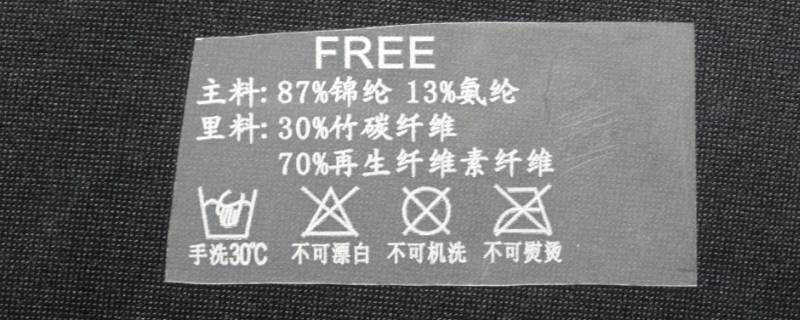 FREE
主料: 87%锦纶 13%氨纶
里料: 30%竹碳纤维
70%再生纤维素纤维
手洗30℃ 不可漂白 不可机洗 不可熨烫